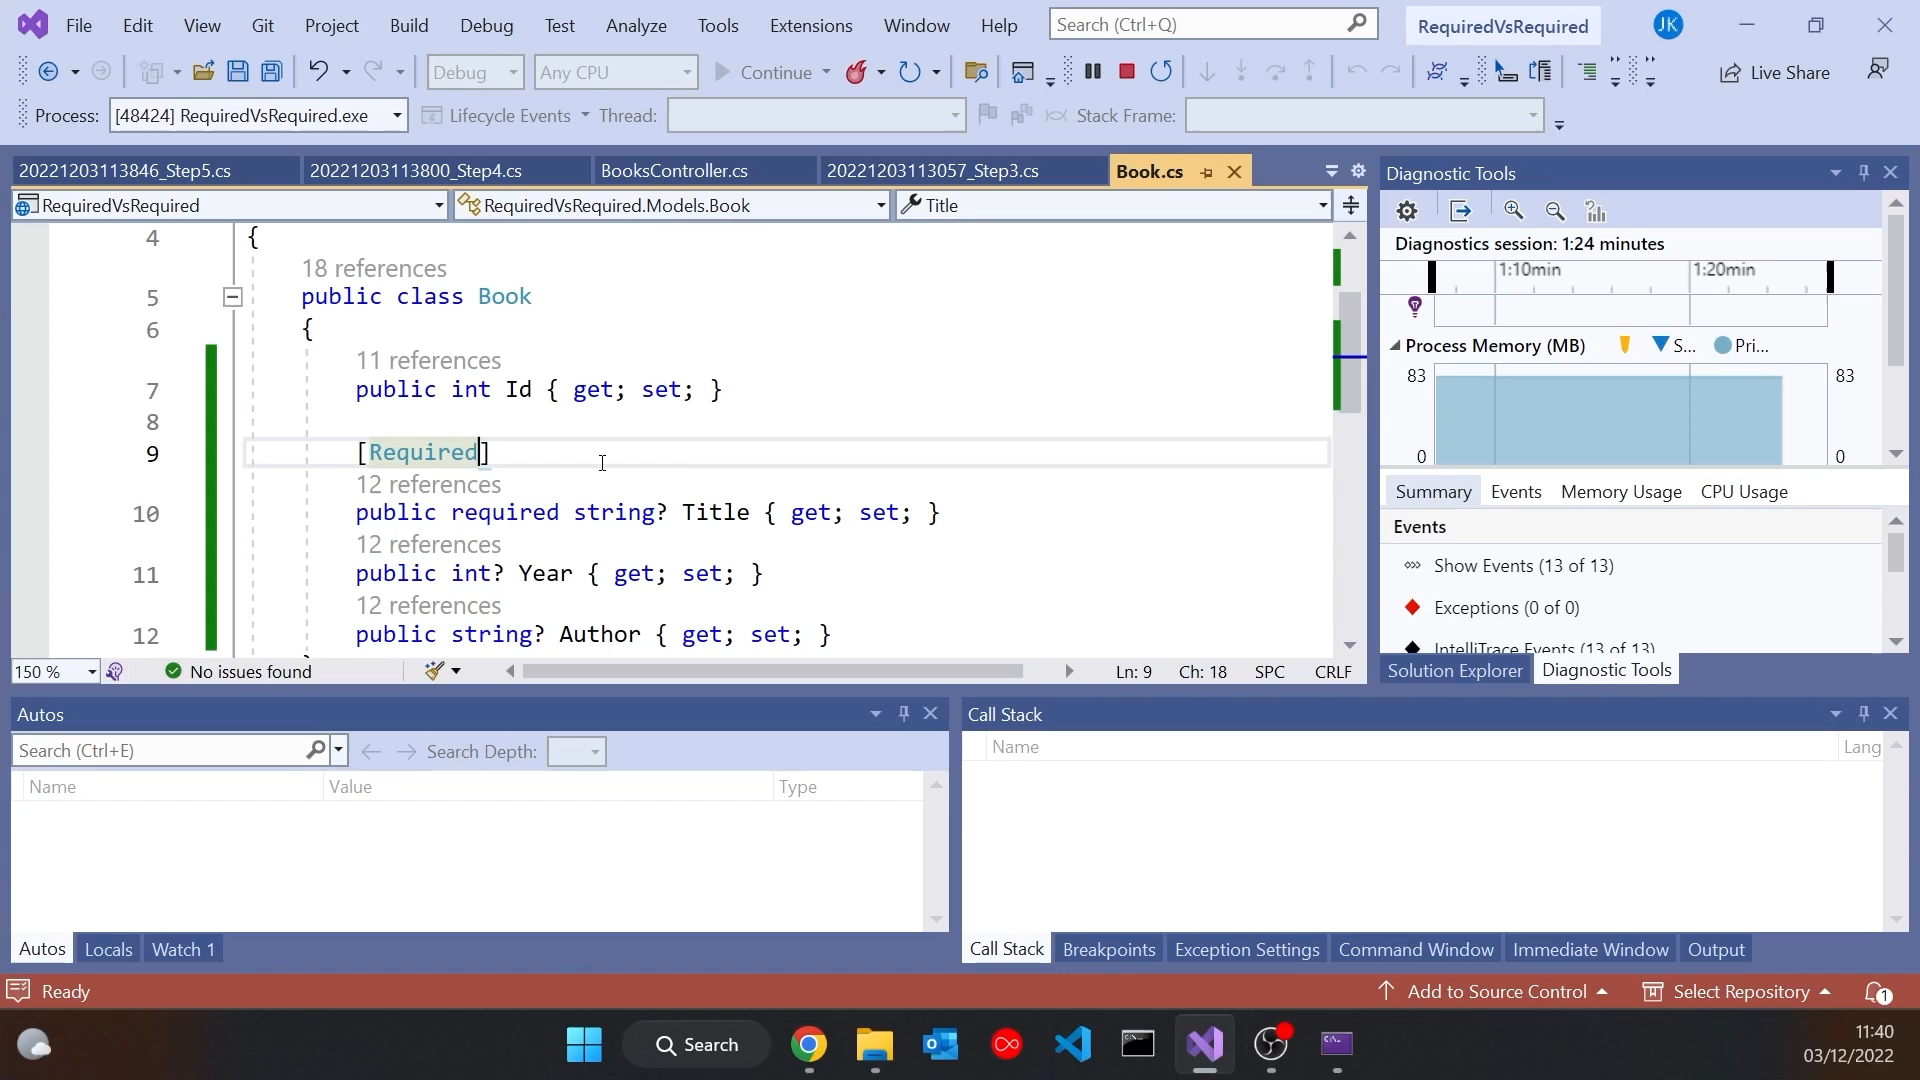 File Edit View Git Project Build Debug Test Analyze Tools Extensions Window Help Search (Ctrl+Q) RequiredVsRequired JK
Debug Any CPU Continue Live Share
Process: [48424] RequiredVsRequired.exe Lifecycle Events Thread: Stack Frame:
20221203113846_Step5.cs 20221203113800_Step4.cs BooksController.cs 20221203113057_Step3.cs Book.cs
RequiredVsRequired RequiredVsRequired.Models.Book Title
4 {
18 references
5 public class Book
6 {
11 references
7 public int Id { get; set; }
8
9 [Required]
12 references
10 public required string? Title { get; set; }
12 references
11 public int? Year { get; set; }
12 references
12 public string? Author { get; set; }
150 % No issues found Ln: 9 Ch: 18 SPC CRLF
Diagnostic Tools
Diagnostics session: 1:24 minutes
1:10min 1:20min
Process Memory (MB) S... Pri...
83 83
0 0
Summary Events Memory Usage CPU Usage
Events
Show Events (13 of 13)
Exceptions (0 of 0)
IntelliTrace Events (13 of 13)
Solution Explorer Diagnostic Tools
Autos
Search (Ctrl+E) Search Depth:
Name Value Type
Autos Locals Watch 1
Call Stack
Name Lang
Call Stack Breakpoints Exception Settings Command Window Immediate Window Output
Ready Add to Source Control Select Repository 1
Search
11:40
03/12/2022